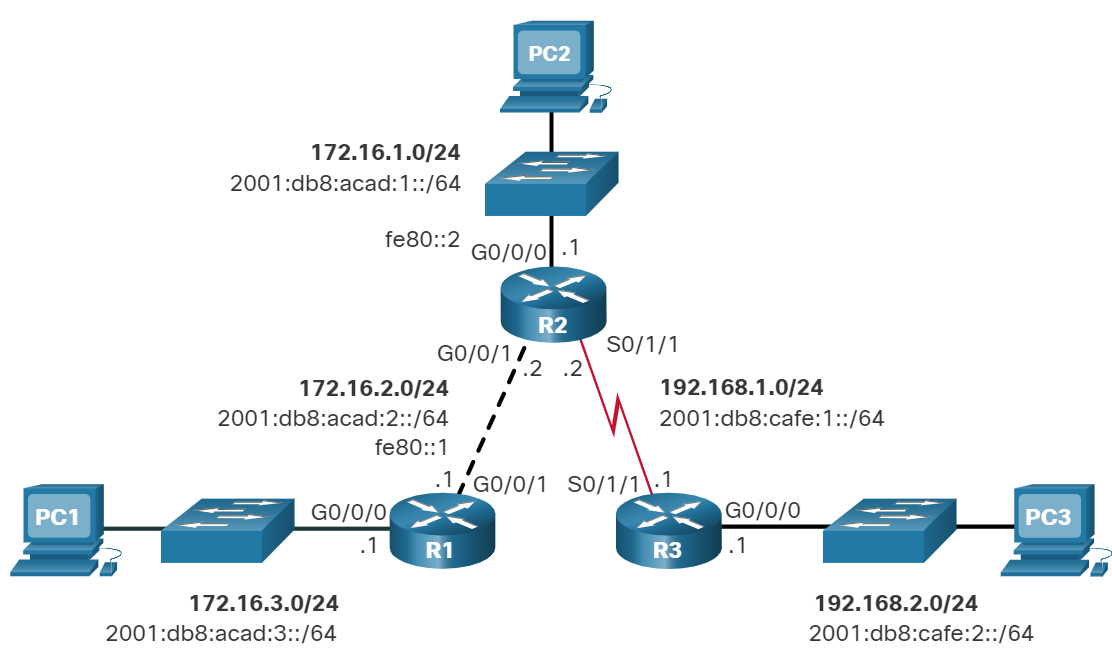 PC2
172.16.1.0/24
2001:db8:acad:1::/64
fe80::2
G0/0/0
.1
R2
G0/0/1
.2
.2
S0/1/1
172.16.2.0/24
2001:db8:acad:2::/64
fe80::1
192.168.1.0/24
2001:db8:cafe:1::/64
.1
G0/0/1
S0/1/1
.1
PC1
G0/0/0
.1
R1
R3
G0/0/0
.1
PC3
172.16.3.0/24
2001:db8:acad:3::/64
192.168.2.0/24
2001:db8:cafe:2::/64